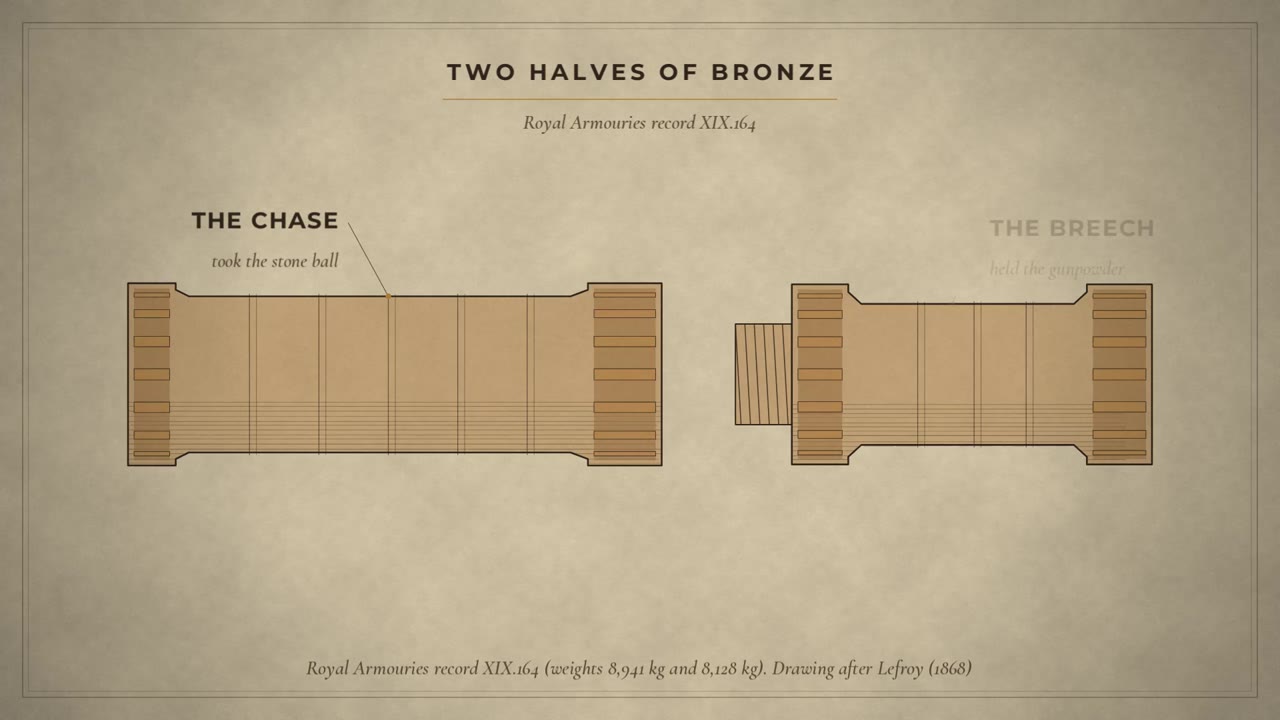 TWO HALVES OF BRONZE
Royal Armouries record XIX.164
THE CHASE
took the stone ball
THE BREECH
held the gunpowder
Royal Armouries record XIX.164 (weights 8,941 kg and 8,128 kg). Drawing after Lefroy (1868)